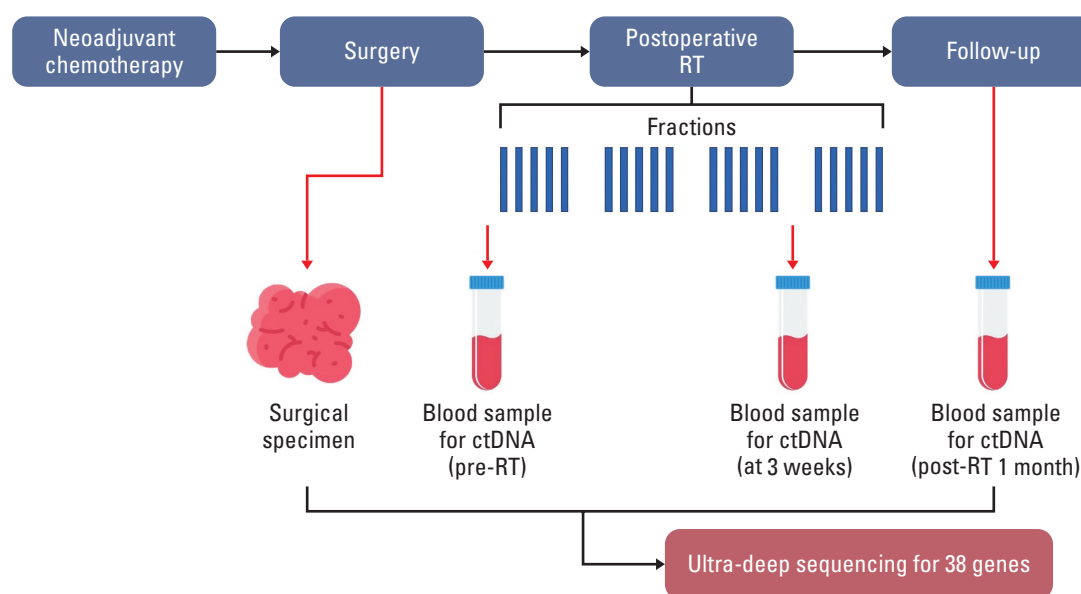 Neoadjuvant
chemotherapy
Surgery
Postoperative
RT
Follow-up
Fractions
Surgical
specimen
Blood sample
for ctDNA
(pre-RT)
Blood sample
for ctDNA
(at 3 weeks)
Blood sample
for ctDNA
(post-RT 1 month)
Ultra-deep sequencing for 38 genes